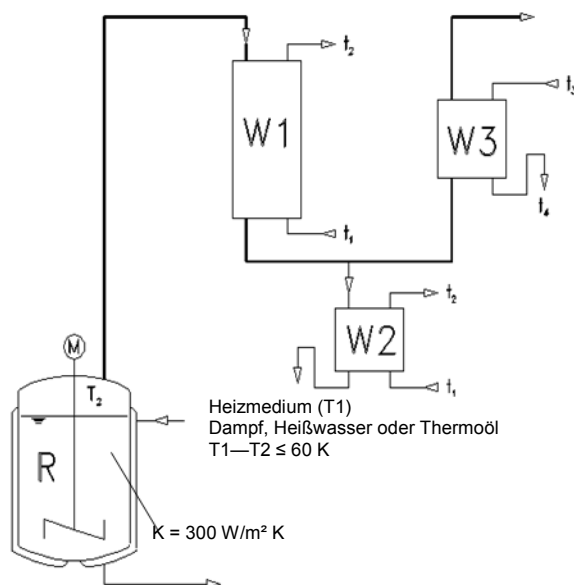 t₂
W1
t₁
t₃
W3
t₄
t₂
W2
t₁
M
T₂
R
Heizmedium (T1)
Dampf, Heißwasser oder Thermoöl
T1—T2 ≤ 60 K
K = 300 W/m² K